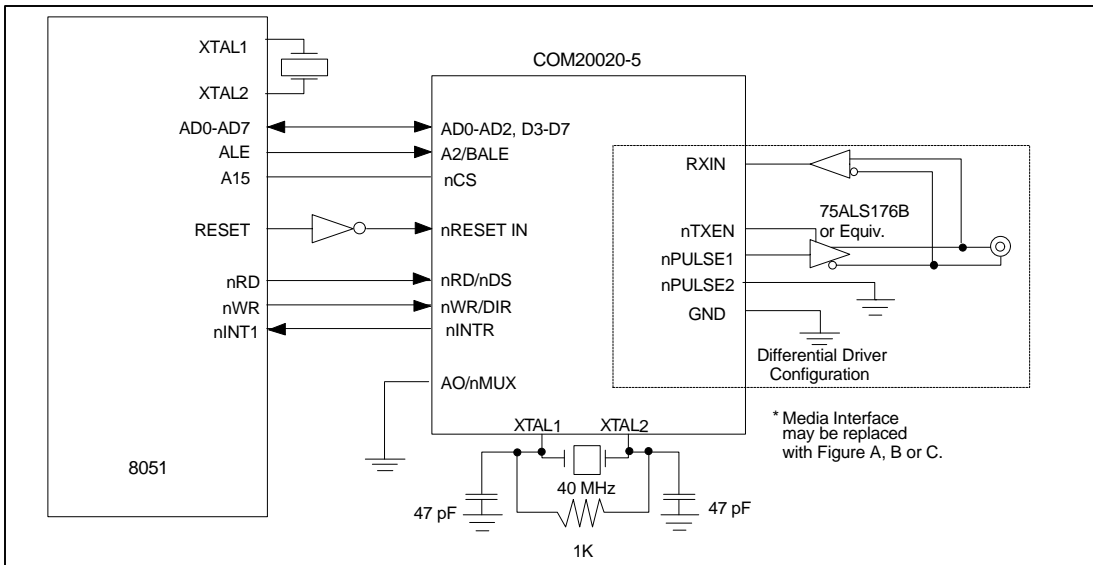 COM20020-5
XTAL1
XTAL2
AD0-AD7
ALE
A15
RESET
nRD
nWR
nINT1
8051
AD0-AD2, D3-D7
A2/BALE
nCS
nRESET IN
nRD/nDS
nWR/DIR
nINTR
AO/nMUX
RXIN
nTXEN
nPULSE1
nPULSE2
GND
75ALS176B
or Equiv.
Differential Driver
Configuration
* Media Interface
may be replaced
with Figure A, B or C.
XTAL1
XTAL2
40 MHz
47 pF
47 pF
1K